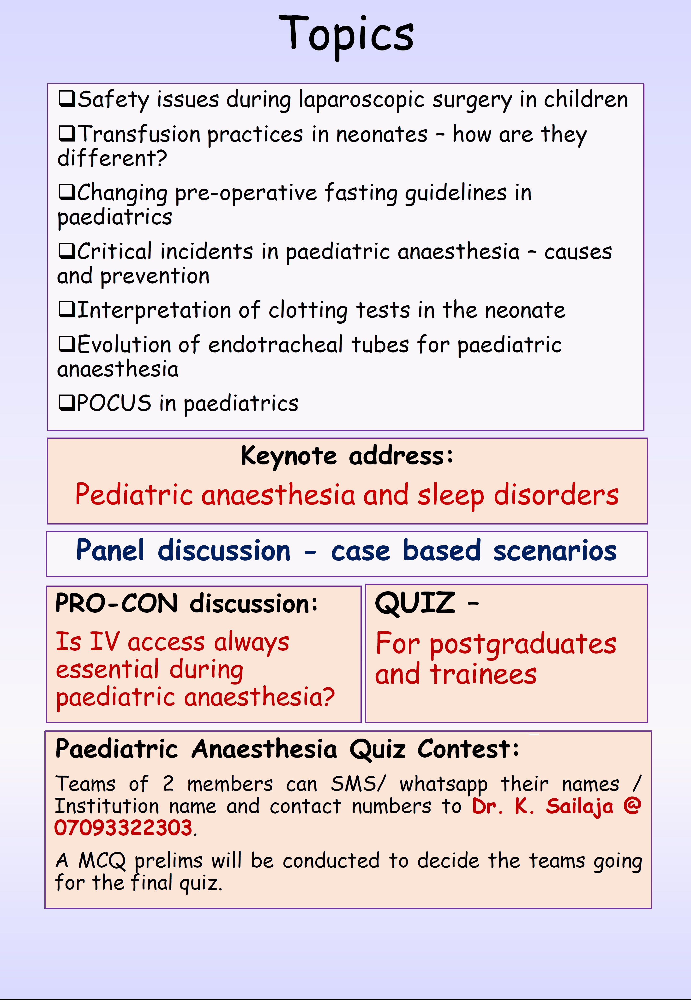 Topics
❑Safety issues during laparoscopic surgery in children
❑Transfusion practices in neonates – how are they
different?
❑Changing pre-operative fasting guidelines in
paediatrics
❑Critical incidents in paediatric anaesthesia – causes
and prevention
❑Interpretation of clotting tests in the neonate
❑Evolution of endotracheal tubes for paediatric
anaesthesia
❑POCUS in paediatrics
Keynote address:
Pediatric anaesthesia and sleep disorders
Panel discussion - case based scenarios
PRO-CON discussion:
Is IV access always
essential during
paediatric anaesthesia?
QUIZ –
For postgraduates
and trainees
Paediatric Anaesthesia Quiz Contest:
Teams of 2 members can SMS/ whatsapp their names /
Institution name and contact numbers to Dr. K. Sailaja @
07093322303.
A MCQ prelims will be conducted to decide the teams going
for the final quiz.